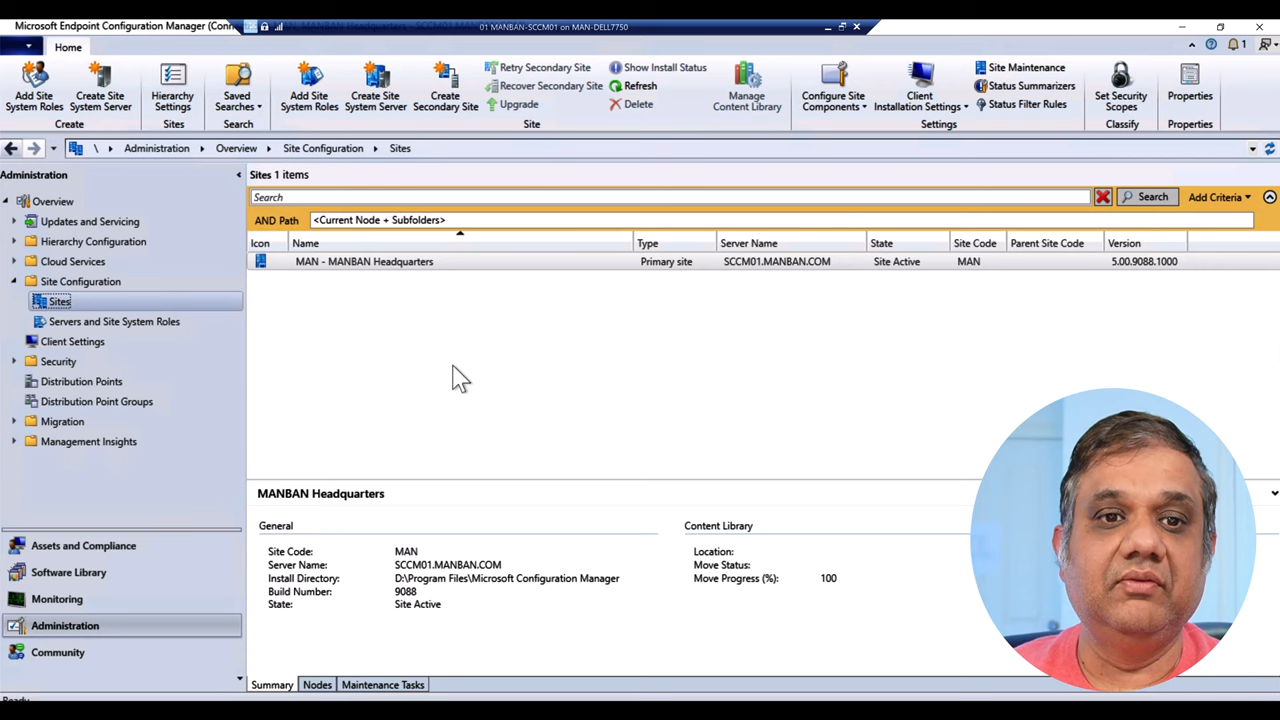 Microsoft Endpoint Configuration Manager (Conn
01 MANBAN-SCCM01 on MAN-DELL7750
Home
1
Add Site System Roles
Create Site System Server
Hierarchy Settings
Saved Searches
Add Site System Roles
Create Site System Server
Create Secondary Site
Retry Secondary Site
Recover Secondary Site
Upgrade
Show Install Status
Refresh
Delete
Manage Content Library
Configure Site Components
Client Installation Settings
Site Maintenance
Status Summarizers
Status Filter Rules
Set Security Scopes
Properties
Create
Sites
Search
Site
Settings
Classify
Properties
\ Administration Overview Site Configuration Sites
Administration
Overview
Updates and Servicing
Hierarchy Configuration
Cloud Services
Site Configuration
Sites
Servers and Site System Roles
Client Settings
Security
Distribution Points
Distribution Point Groups
Migration
Management Insights
Assets and Compliance
Software Library
Monitoring
Administration
Community
Sites 1 items
Search
Search
Add Criteria
AND Path <Current Node + Subfolders>
Icon Name Type Server Name State Site Code Parent Site Code Version
MAN - MANBAN Headquarters Primary site SCCM01.MANBAN.COM Site Active MAN 5.00.9088.1000
MANBAN Headquarters
General
Site Code: MAN
Server Name: SCCM01.MANBAN.COM
Install Directory: D:\Program Files\Microsoft Configuration Manager
Build Number: 9088
State: Site Active
Content Library
Location:
Move Status:
Move Progress (%): 100
Summary Nodes Maintenance Tasks